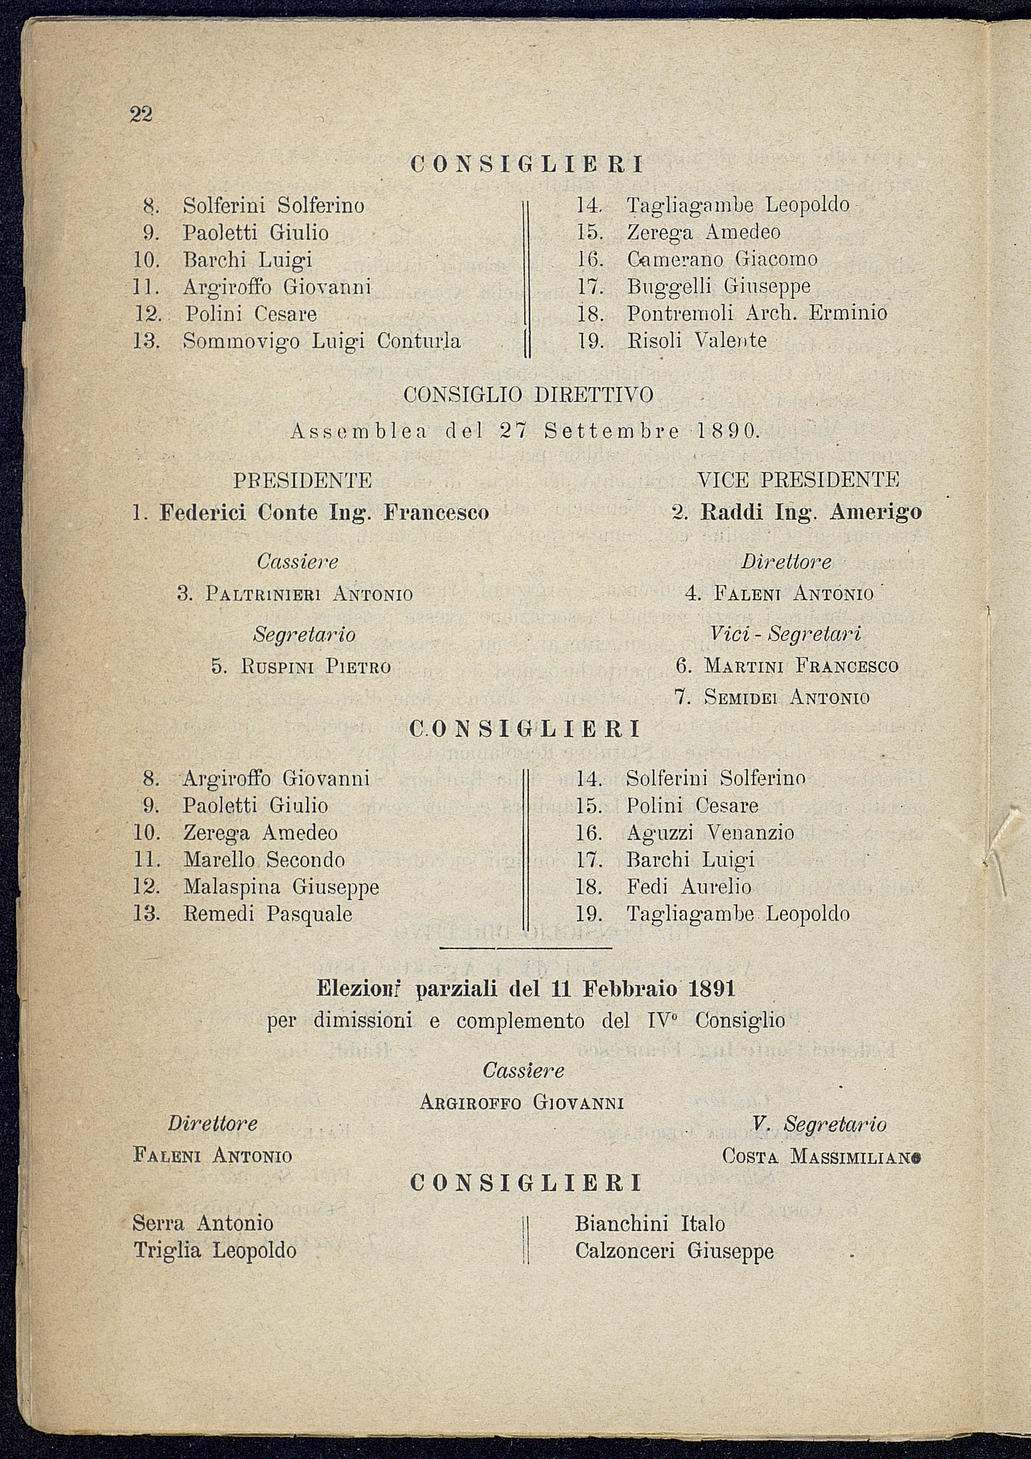 22
CONSIGLIERI
8. Solferini Solferino
9. Paoletti Giulio
10. Barchi Luigi
11. Argiroffo Giovanni
12. Polini Cesare
13. Sommovigo Luigi Conturla
14. Tagliagambe Leopoldo
15. Zerega Amedeo
16. Camerano Giacomo
17. Buggelli Giuseppe
18. Pontremoli Arch. Erminio
19. Risoli Valente
CONSIGLIO DIRETTIVO
Assemblea del 27 Settembre 1890.
PRESIDENTE
1. Federici Conte Ing. Francesco
VICE PRESIDENTE
2. Raddi Ing. Amerigo
Cassiere
3. PALTRINIERI ANTONIO
Direttore
4. FALENI ANTONIO
Segretario
5. RUSPINI PIETRO
Vici - Segretari
6. MARTINI FRANCESCO
7. SEMIDEI ANTONIO
CONSIGLIERI
8. Argiroffo Giovanni
9. Paoletti Giulio
10. Zerega Amedeo
11. Marello Secondo
12. Malaspina Giuseppe
13. Remedi Pasquale
14. Solferini Solferino
15. Polini Cesare
16. Aguzzi Venanzio
17. Barchi Luigi
18. Fedi Aurelio
19. Tagliagambe Leopoldo
Elezioni parziali del 11 Febbraio 1891
per dimissioni e complemento del IVº Consiglio
Cassiere
ARGIROFFO GIOVANNI
Direttore
FALENI ANTONIO
V. Segretario
COSTA MASSIMILIANO
CONSIGLIERI
Serra Antonio
Triglia Leopoldo
Bianchini Italo
Calzonceri Giuseppe